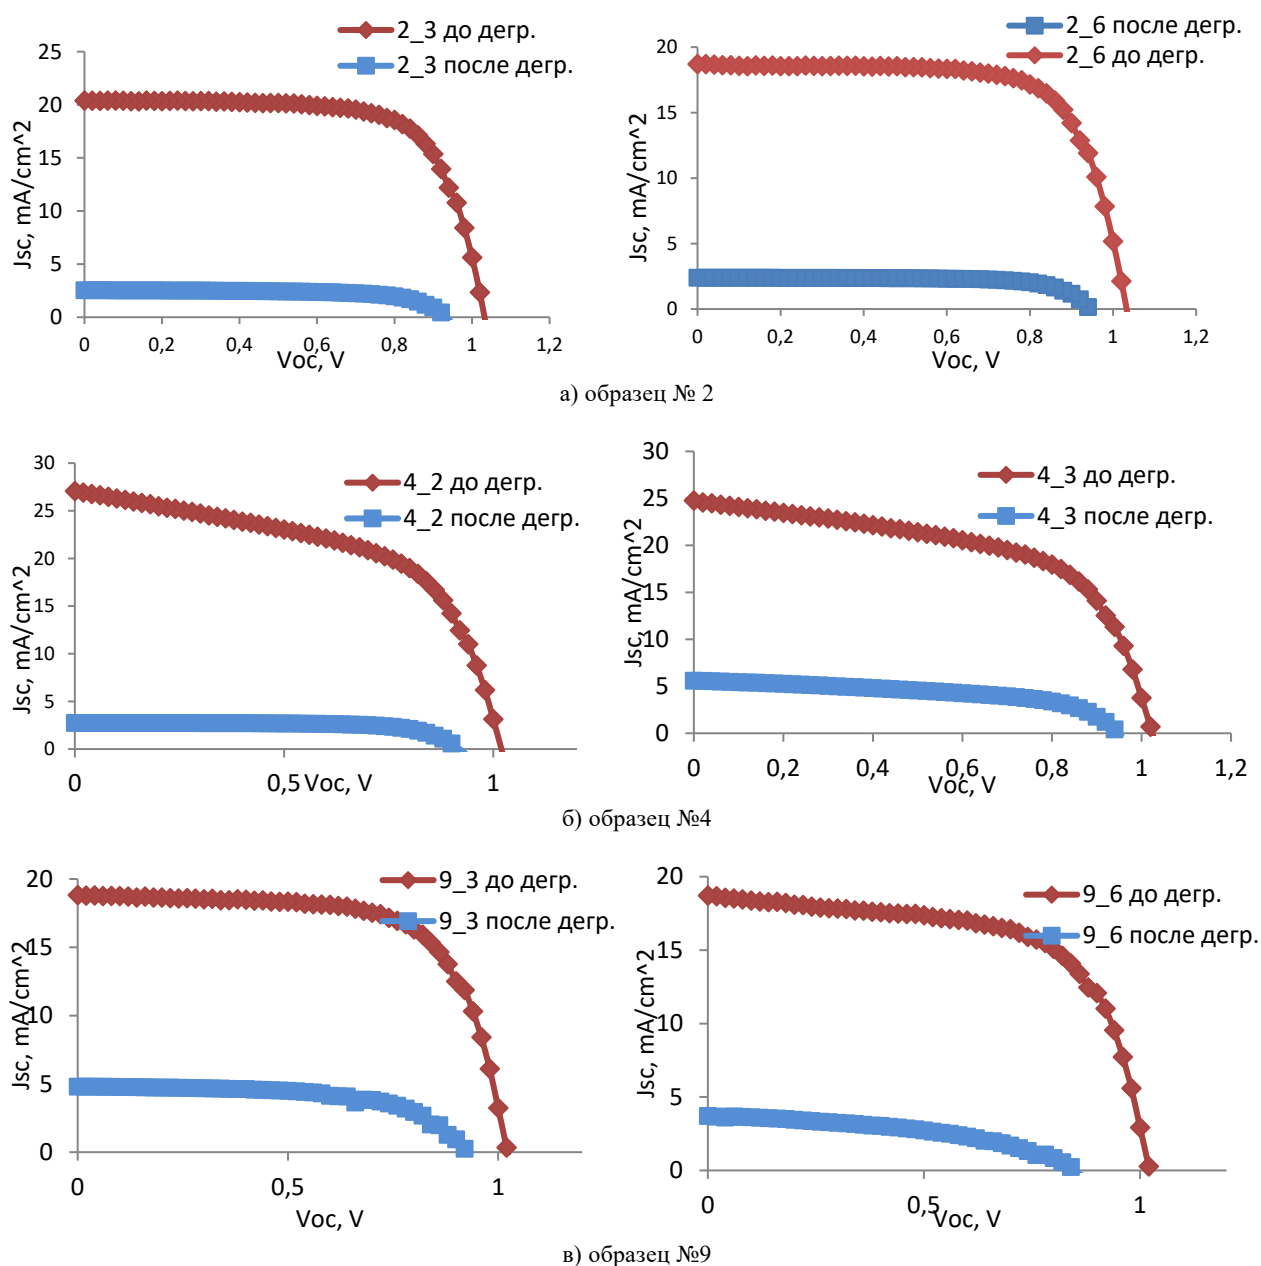 2_3 до дегр.
2_3 после дегр.
25
20
15
10
5
0
Jsc, mA/cm^2
0
0,2
0,4
0,6
0,8
1
1,2
Voc, V
2_6 после дегр.
2_6 до дегр.
20
15
10
5
0
Jsc, mA/cm^2
0
0,2
0,4
0,6
0,8
1
1,2
Voc, V
а) образец № 2
4_2 до дегр.
4_2 после дегр.
30
25
20
15
10
5
0
Jsc, mA/cm^2
0
0,5
1
Voc, V
4_3 до дегр.
4_3 после дегр.
30
25
20
15
10
5
0
Jsc, mA/cm^2
0
0,2
0,4
0,6
0,8
1
1,2
Voc, V
б) образец №4
9_3 до дегр.
9_3 после дегр.
20
15
10
5
0
Jsc, mA/cm^2
0
0,5
1
Voc, V
9_6 до дегр.
9_6 после дегр.
20
15
10
5
0
Jsc, mA/cm^2
0
0,5
1
Voc, V
в) образец №9